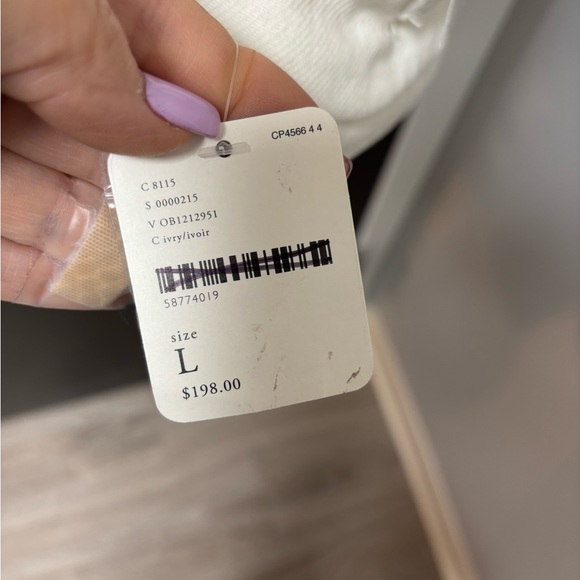 CP4566 4 4
C 8115
S 0000215
V OB1212951
C ivry/ivoir
58774019
size
L
$198.00